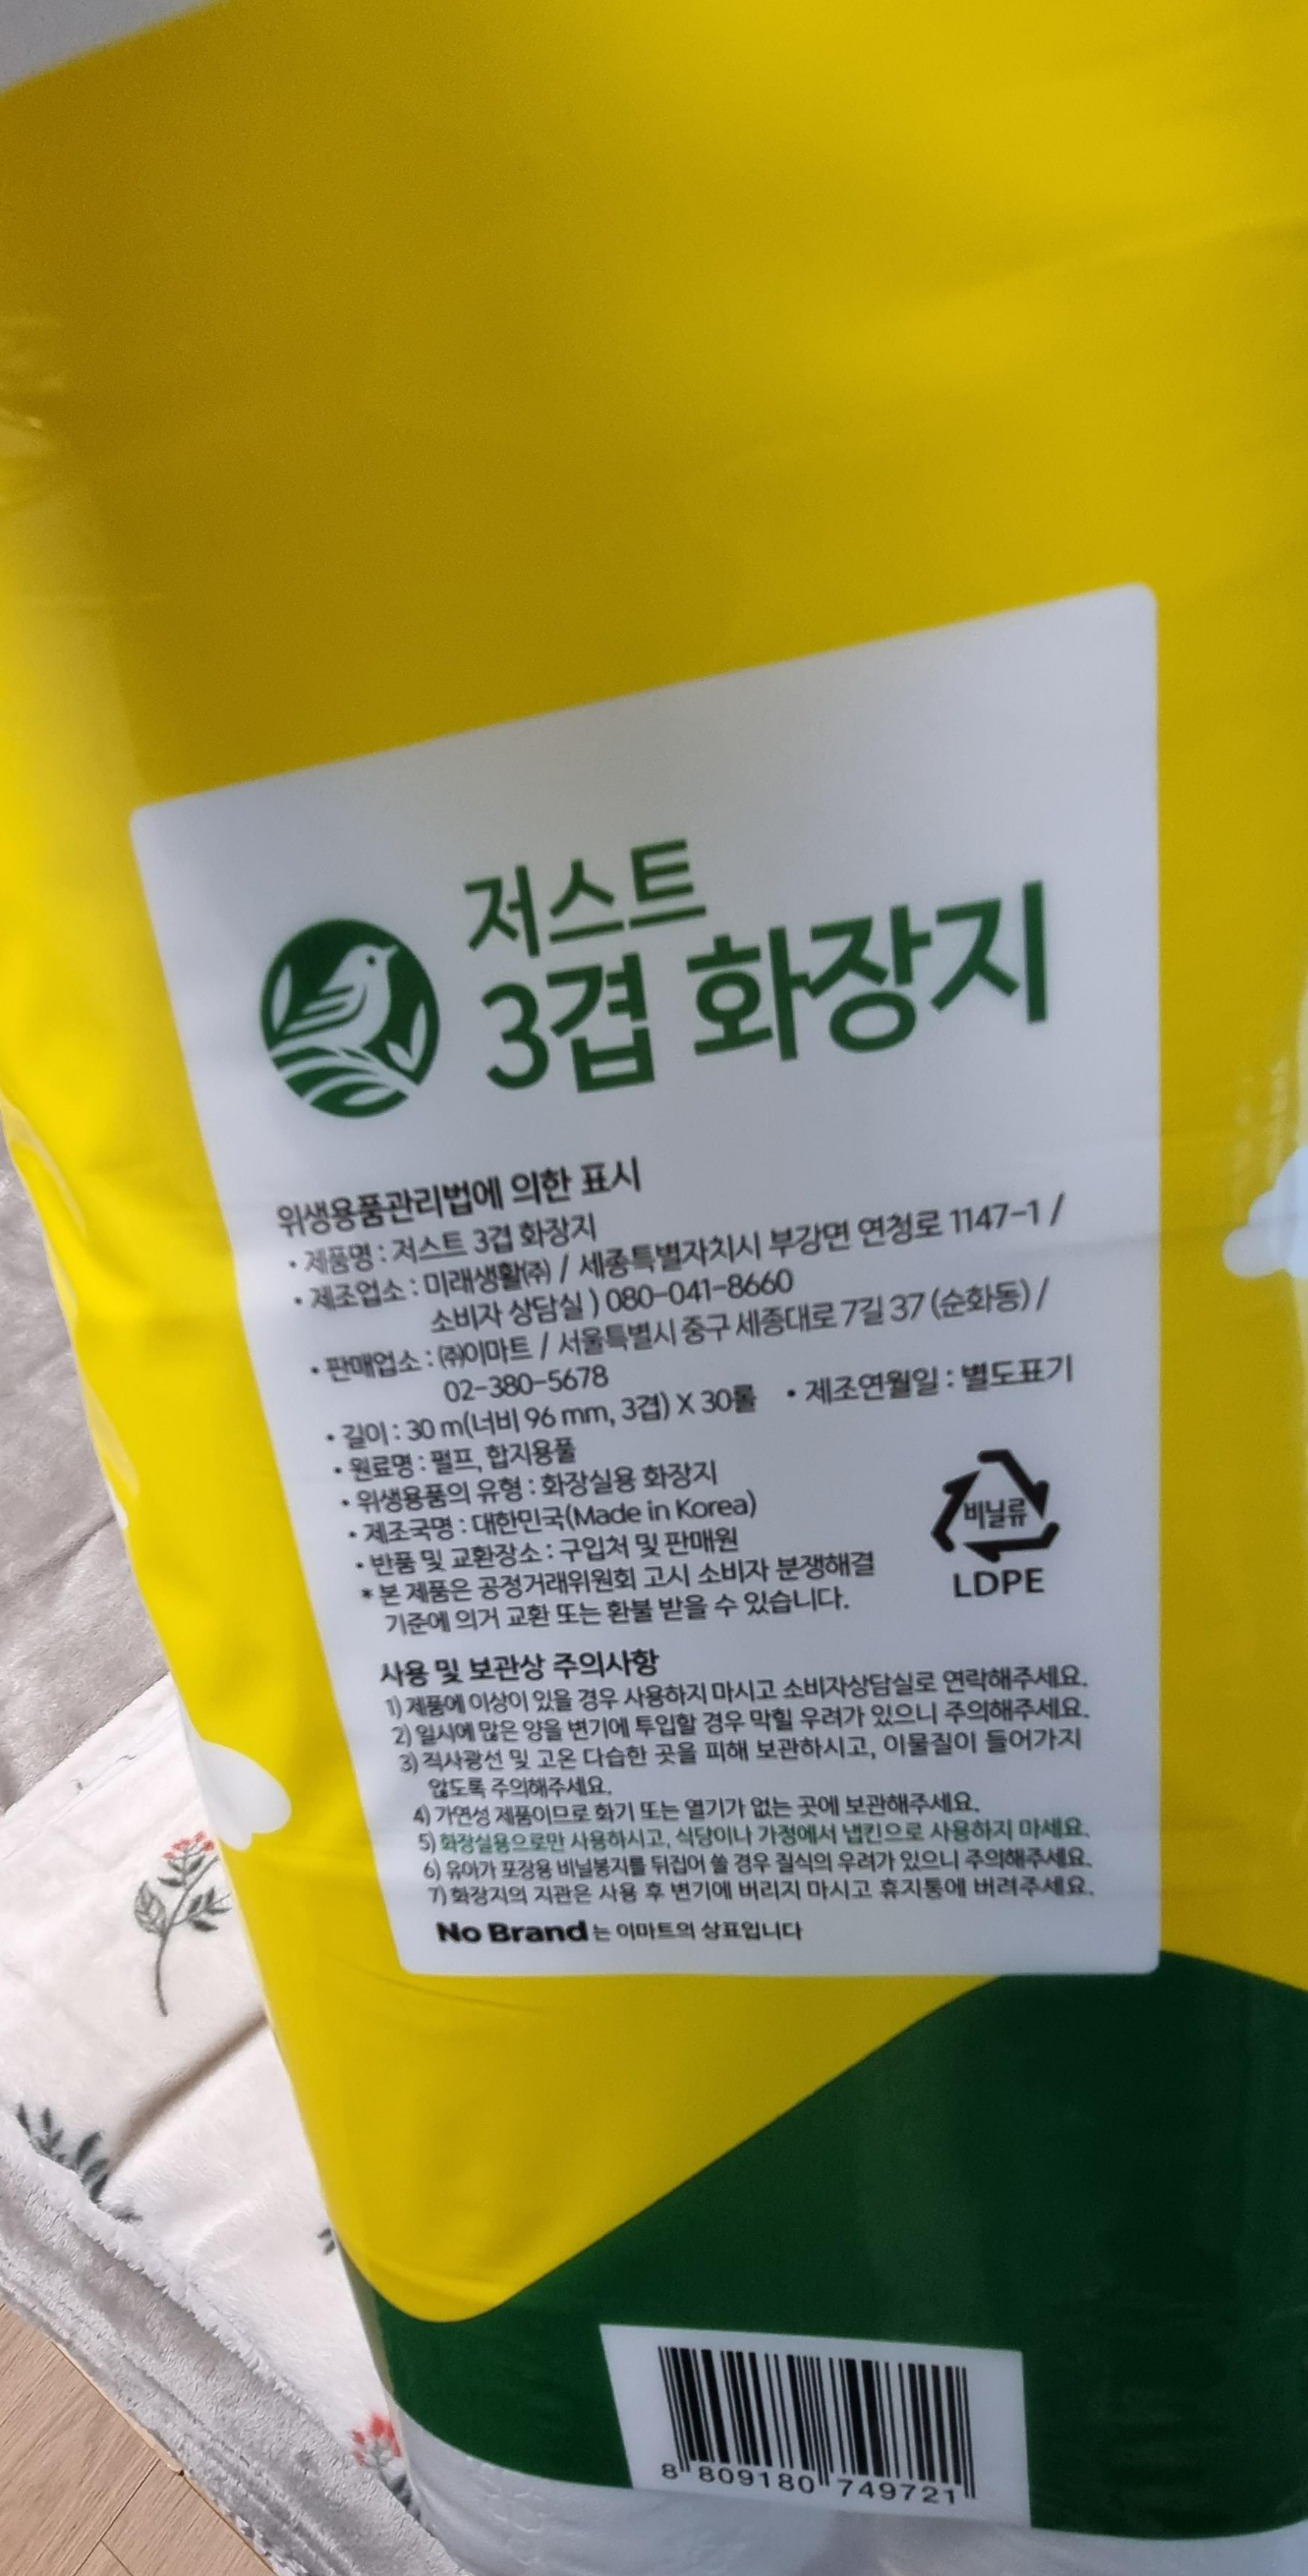 저스트
3겹 화장지
위생용품관리법에 의한 표시
• 제품명 : 저스트 3겹 화장지
• 제조업소 : 미래생활(주) / 세종특별자치시 부강면 연청로 1147-1 /
소비자 상담실 ) 080-041-8660
• 판매업소 : (주)이마트 / 서울특별시 중구 세종대로 7길 37 (순화동) /
02-380-5678
• 길이 : 30 m(너비 96 mm, 3겹) X 30롤 • 제조연월일 : 별도표기
• 원료명 : 펄프, 합지용풀
• 위생용품의 유형 : 화장실용 화장지
• 제조국명 : 대한민국(Made in Korea)
• 반품 및 교환장소 : 구입처 및 판매원
* 본 제품은 공정거래위원회 고시 소비자 분쟁해결
기준에 의거 교환 또는 환불 받을 수 있습니다.
비닐류
LDPE
사용 및 보관상 주의사항
1) 제품에 이상이 있을 경우 사용하지 마시고 소비자상담실로 연락해주세요.
2) 일시에 많은 양을 변기에 투입할 경우 막힐 우려가 있으니 주의해주세요.
3) 직사광선 및 고온 다습한 곳을 피해 보관하시고, 이물질이 들어가지
않도록 주의해주세요.
4) 가연성 제품이므로 화기 또는 열기가 없는 곳에 보관해주세요.
5) 화장실용으로만 사용하시고, 식당이나 가정에서 냅킨으로 사용하지 마세요.
6) 유아가 포장용 비닐봉지를 뒤집어 쓸 경우 질식의 우려가 있으니 주의해주세요.
7) 화장지의 지관은 사용 후 변기에 버리지 마시고 휴지통에 버려주세요.
No Brand는 이마트의 상표입니다
8 809180 749721